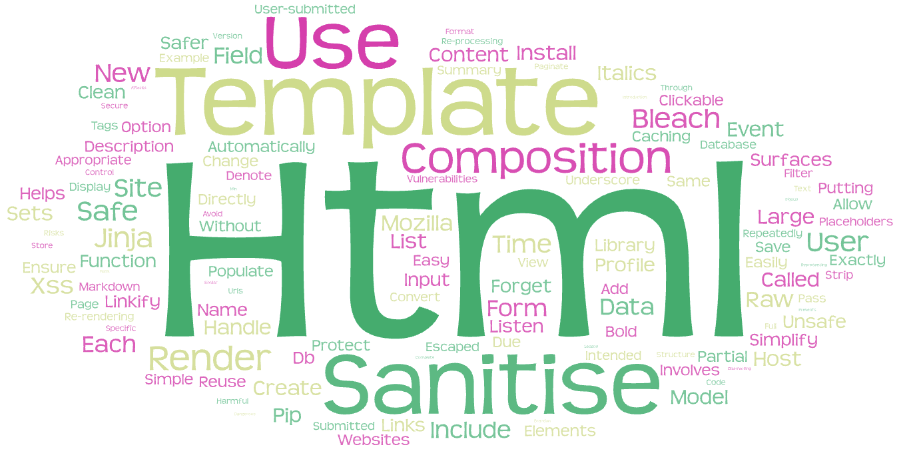 User-submitted
Use
Format
Version
Safer
Re-processing
Example
Field
Content
Install
Summary
Paginate
New
Template
Italics
Clean
Through
Secure
Clickable
Tags
Option
Bleach
Caching
Event
Description
Automatically
Composition
Database
Appropriate
Change
Surfaces
Control
Denote
Vulnerabilities
Underscore
Same
Filter
Helps
Display
Site
Directly
Html
Text
Putting
Sets
Safe
Avoid
Without
Mozilla
Allow
Large
Placeholders
Jinja
List
Time
Library
Repeatedly
Store
Save
User
Function
Easy
View
Profile
Easily
Exactly
Ensure
Populate
Input
Forget
Add
Called
Strip
Xss
Markdown
Urls
Convert
Page
Linkify
Name
Form
Data
Raw
Pass
Re-rendering
Specific
Handle
Listen
Bold
Full
Unsafe
Each
Protect
Escaped
Due
Simplify
Render
Db
Intended
Structure
Partial
Host
Simple
Reuse
Create
Sanitise
Involves
Code
Harmful
Model
Pip
Submitted
Links
Include
Elements
Websites